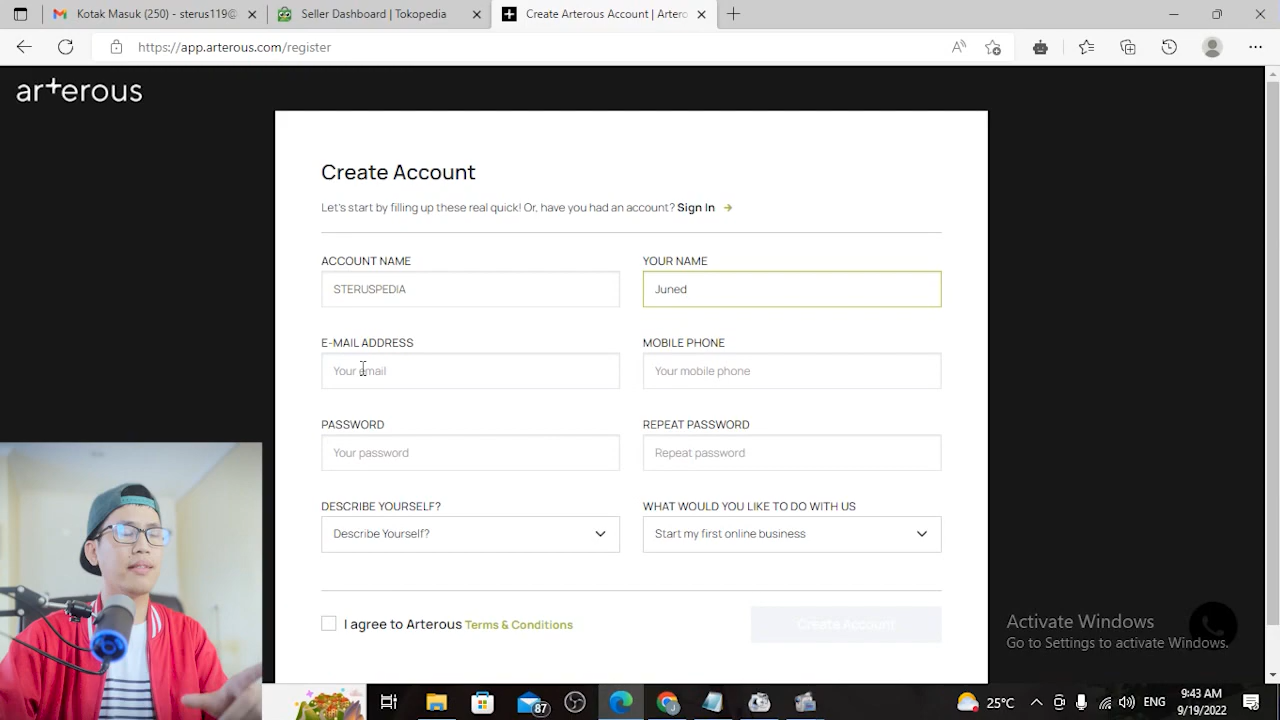 Kotak Masuk (250) - sterus119@
Seller Dashboard | Tokopedia
Create Arterous Account | Artero
https://app.arterous.com/register
arterous
Create Account
Let's start by filling up these real quick! Or, have you had an account? Sign In →
ACCOUNT NAME
YOUR NAME
STERUSPEDIA
Juned
E-MAIL ADDRESS
MOBILE PHONE
Your email
Your mobile phone
PASSWORD
REPEAT PASSWORD
Your password
Repeat password
DESCRIBE YOURSELF?
WHAT WOULD YOU LIKE TO DO WITH US
Describe Yourself?
Start my first online business
I agree to Arterous Terms & Conditions
Create Account
Activate Windows
Go to Settings to activate Windows.
87
25°C
ENG
9:43 AM
9/19/2022